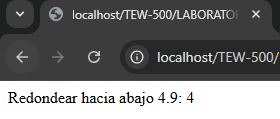 localhost/TEW-500/LABORATOR
localhost/TEW-500/
Redondear hacia abajo 4.9: 4